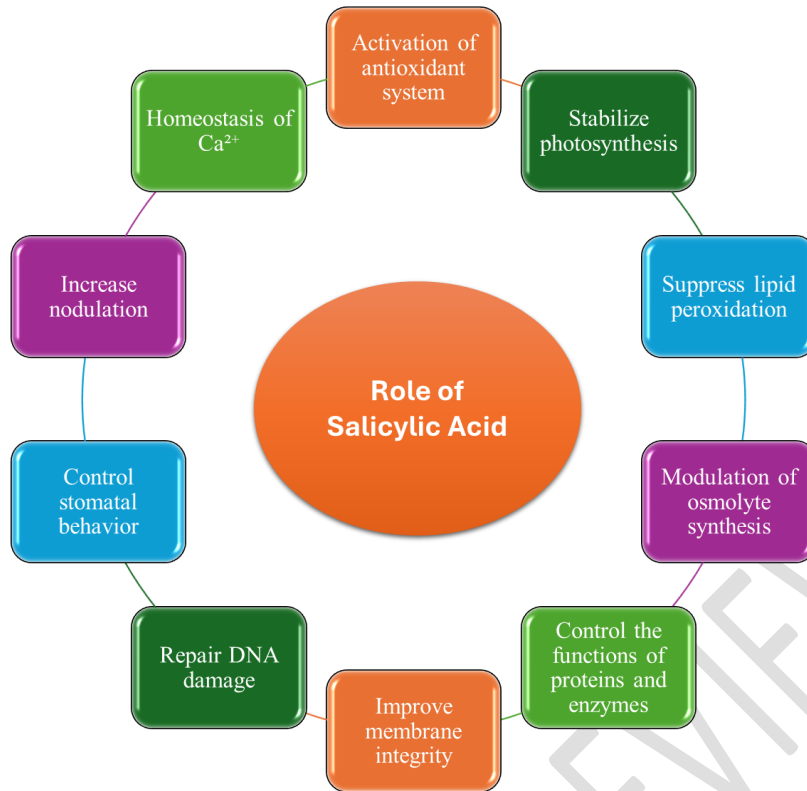 Activation of
antioxidant
system
Stabilize
photosynthesis
Suppress lipid
peroxidation
Modulation of
osmolyte
synthesis
Control the
functions of
proteins and
enzymes
Improve
membrane
integrity
Repair DNA
damage
Control
stomatal
behavior
Increase
nodulation
Homeostasis of
Ca²⁺
Role of
Salicylic Acid